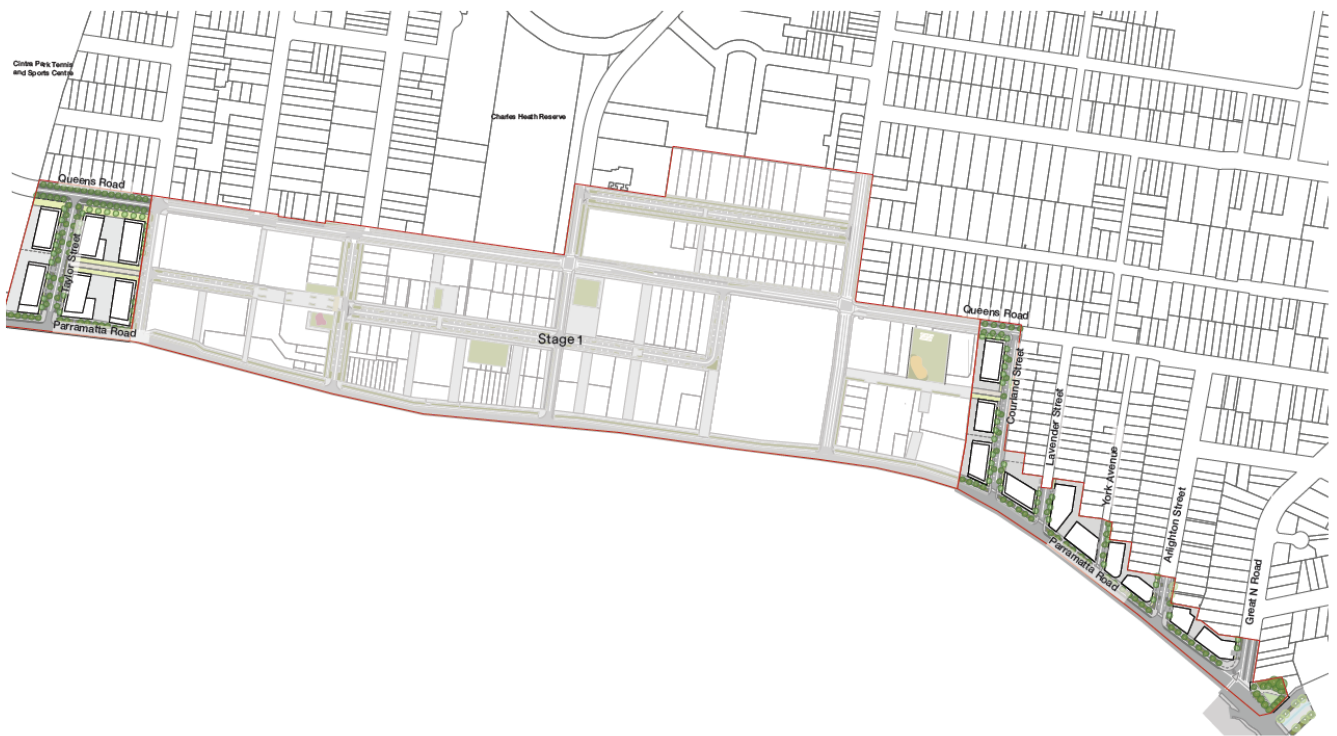 Cintra Park Tennis
and Sports Centre
Charles Heath Reserve
Queens Road
Taylor Street
Parramatta Road
Stage 1
Queens Road
Courland Street
Lavender Street
York Avenue
Arlighton Street
Parramatta Road
Great N Road